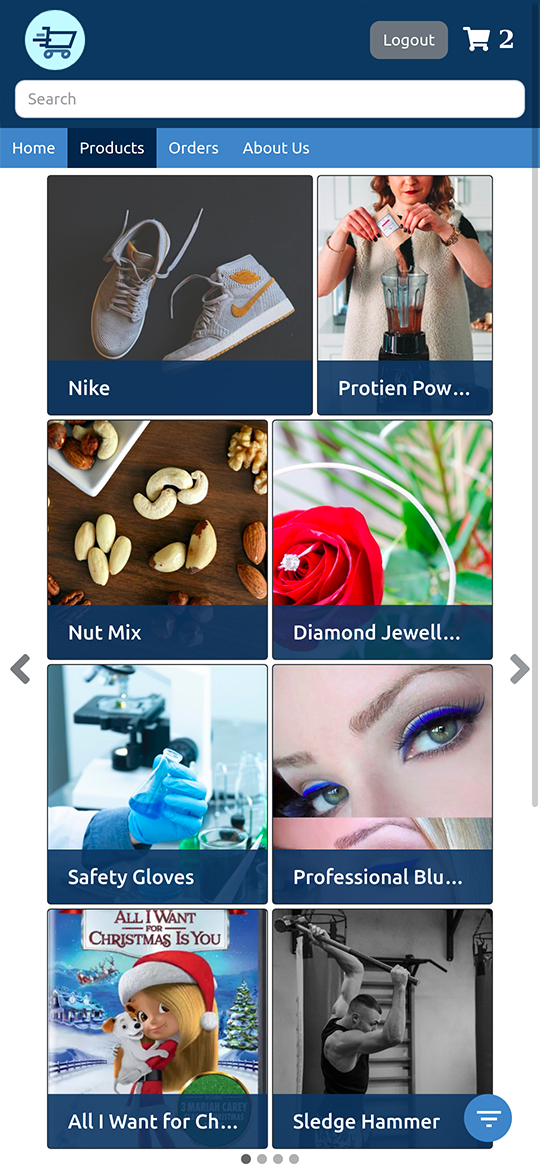 Logout
2
Search
Home
Products
Orders
About Us
Nike
Protien Pow...
Nut Mix
Diamond Jewell...
Safety Gloves
Professional Blu...
ALL I WANT
FOR
CHRISTMAS IS YOU
3 MARIAH CAREY
All I Want for Ch...
Sledge Hammer